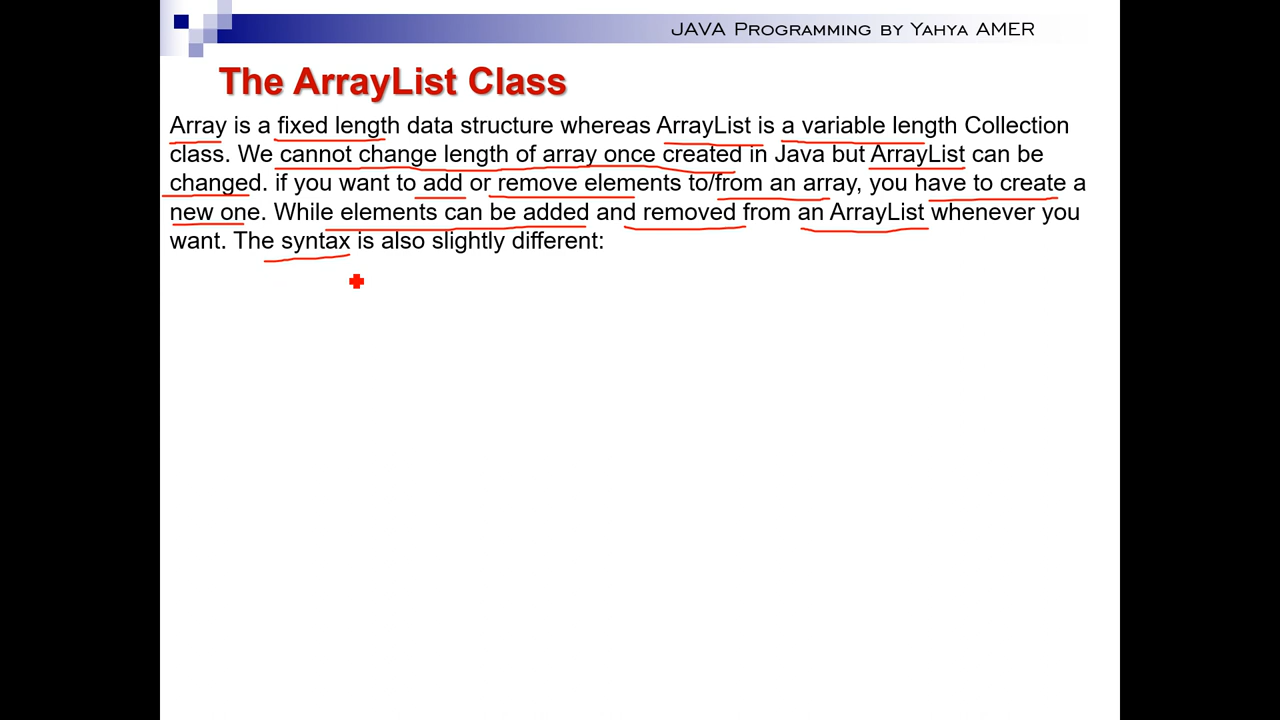 JAVA Programming by Yahya AMER
The ArrayList Class
Array is a fixed length data structure whereas ArrayList is a variable length Collection
class. We cannot change length of array once created in Java but ArrayList can be
changed. if you want to add or remove elements to/from an array, you have to create a
new one. While elements can be added and removed from an ArrayList whenever you
want. The syntax is also slightly different: